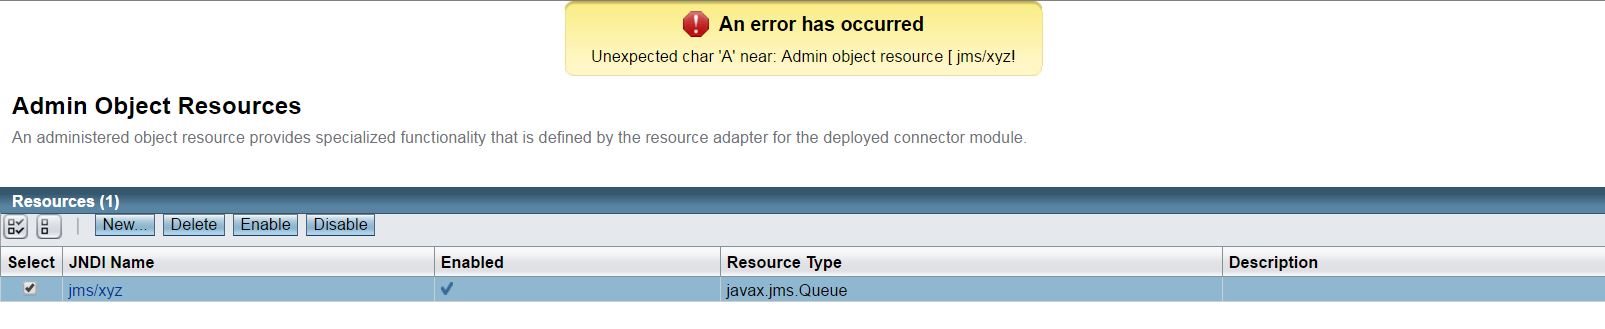 An error has occurred
Unexpected char 'A' near: Admin object resource [ jms/xyz!
Admin Object Resources
An administered object resource provides specialized functionality that is defined by the resource adapter for the deployed connector module.
Resources (1)
New... Delete Enable Disable
Select JNDI Name Enabled Resource Type Description
jms/xyz javax.jms.Queue